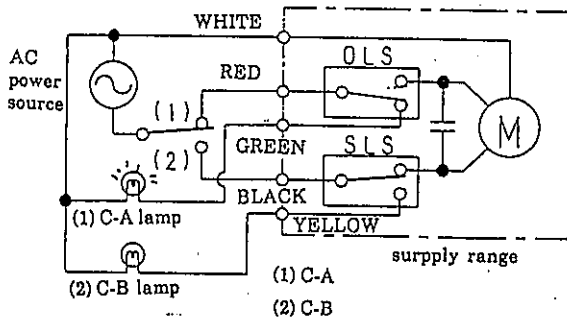 WHITE
AC
power
source
RED
OLS
(1)
(2)
GREEN
SLS
M
BLACK
YELLOW
(1) C-A lamp
surpply range
(2) C-B lamp
(1) C-A
(2) C-B